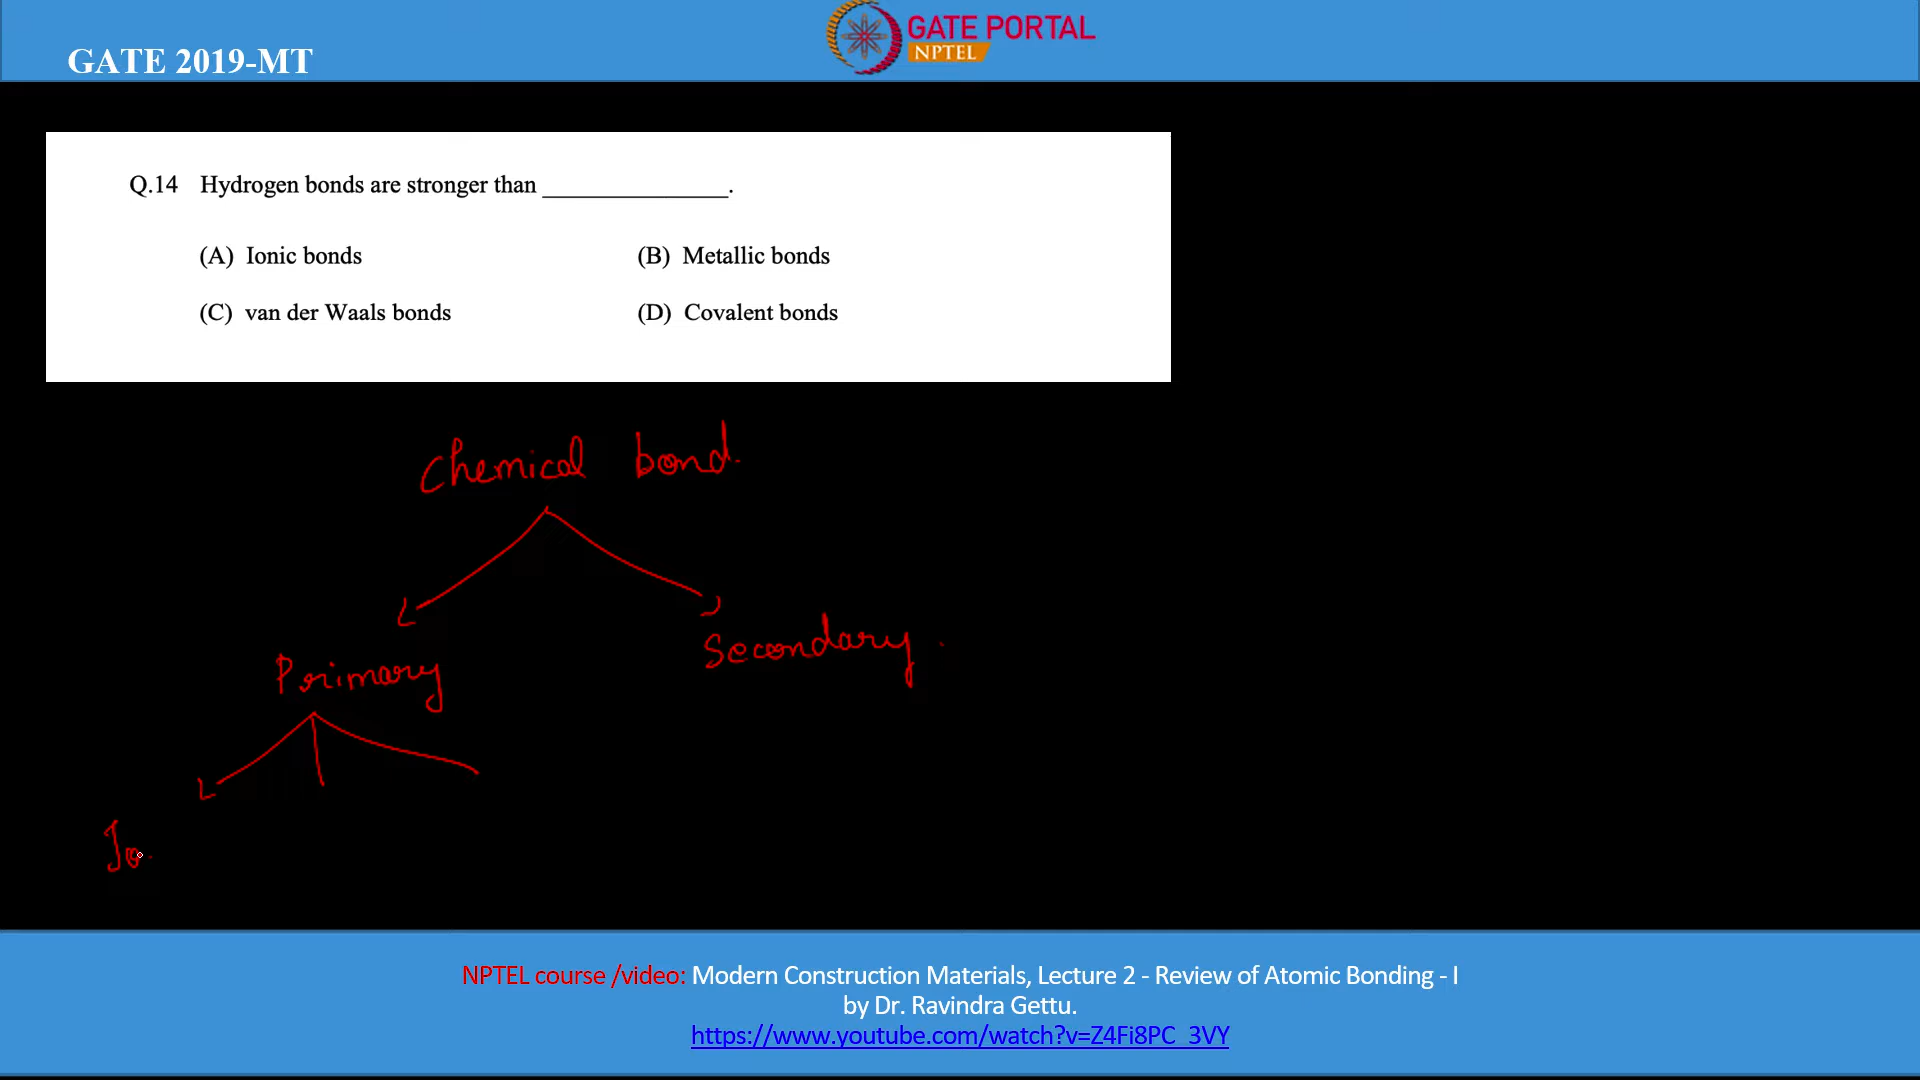 GATE 2019-MT
GATE PORTAL
NPTEL
Q.14 Hydrogen bonds are stronger than _______________.
(A) Ionic bonds (B) Metallic bonds
(C) van der Waals bonds (D) Covalent bonds
Chemical bond.
Primary Secondary.
Io
NPTEL course /video: Modern Construction Materials, Lecture 2 - Review of Atomic Bonding - I
by Dr. Ravindra Gettu.
https://www.youtube.com/watch?v=Z4Fi8PC_3VY